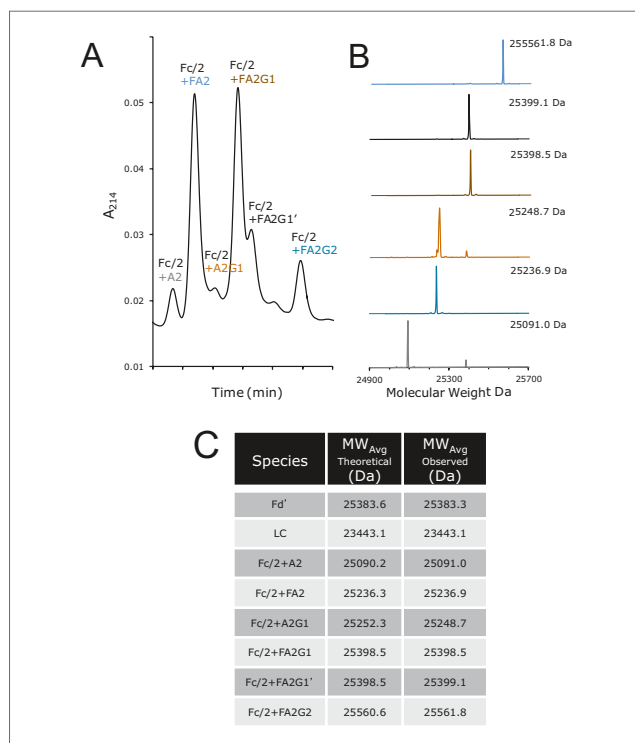 A
Fc/2
+FA2
Fc/2
+FA2G1
Fc/2
+FA2G1'
Fc/2
+A2
Fc/2
+A2G1
Fc/2
+FA2G2
0.05
0.04
A214
0.03
0.02
0.01
Time (min)
B
255561.8 Da
25399.1 Da
25398.5 Da
25248.7 Da
25236.9 Da
25091.0 Da
24900 25300 25700
Molecular Weight Da
C
Species
MWAvg
Theoretical
(Da)
MWAvg
Observed
(Da)
Fd' 25383.6 25383.3
LC 23443.1 23443.1
Fc/2+A2 25090.2 25091.0
Fc/2+FA2 25236.3 25236.9
Fc/2+A2G1 25252.3 25248.7
Fc/2+FA2G1 25398.5 25398.5
Fc/2+FA2G1' 25398.5 25399.1
Fc/2+FA2G2 25560.6 25561.8